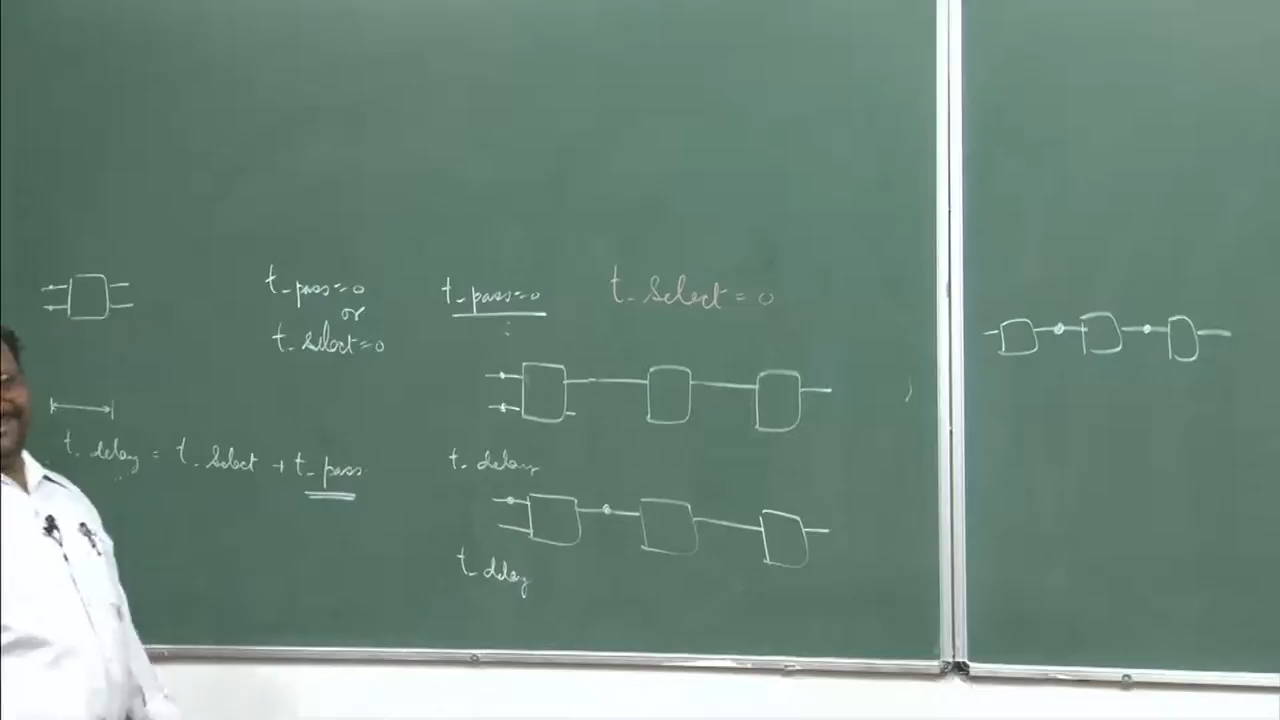 t_pass=0
or
t_select=0
t_delay = t_select + t_pass
t_pass=0
t_select=0
t_delay
t_delay